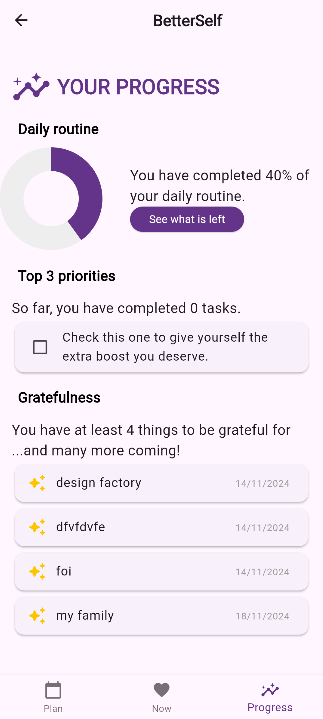 BetterSelf
YOUR PROGRESS
Daily routine
You have completed 40% of
your daily routine.
See what is left
Top 3 priorities
So far, you have completed 0 tasks.
Check this one to give yourself the
extra boost you deserve.
Gratefulness
You have at least 4 things to be grateful for
...and many more coming!
design factory 14/11/2024
dfvfdvfe 14/11/2024
foi 14/11/2024
my family 18/11/2024
Plan Now Progress